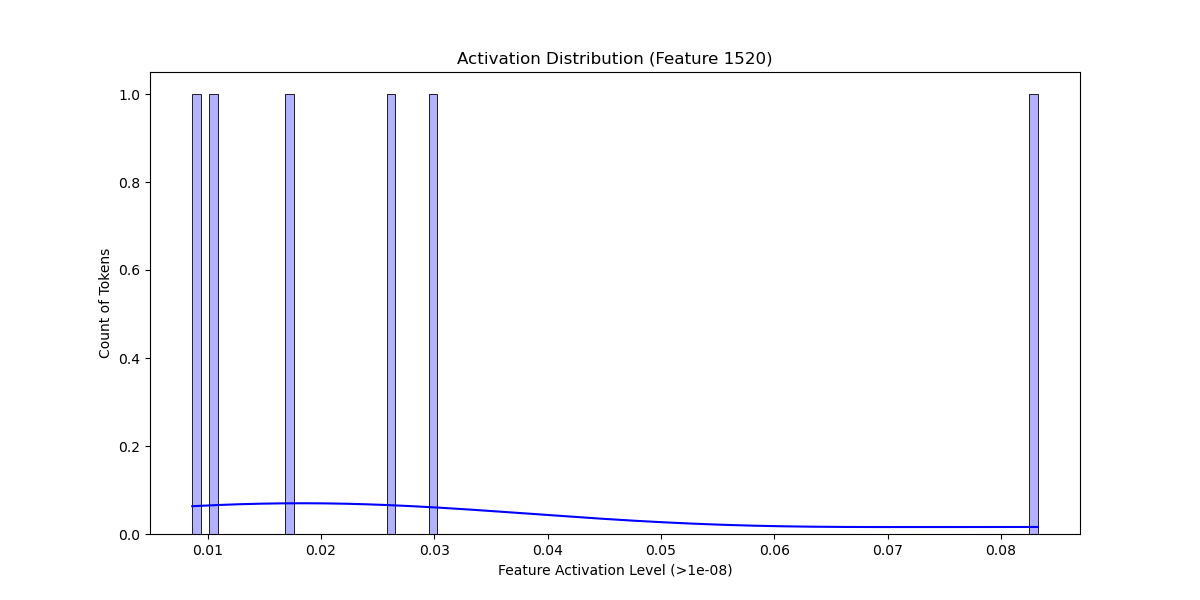 Activation Distribution (Feature 1520)
1.0
0.8
0.6
0.4
0.2
0.0
Count of Tokens
0.01 0.02 0.03 0.04 0.05 0.06 0.07 0.08
Feature Activation Level (>1e-08)